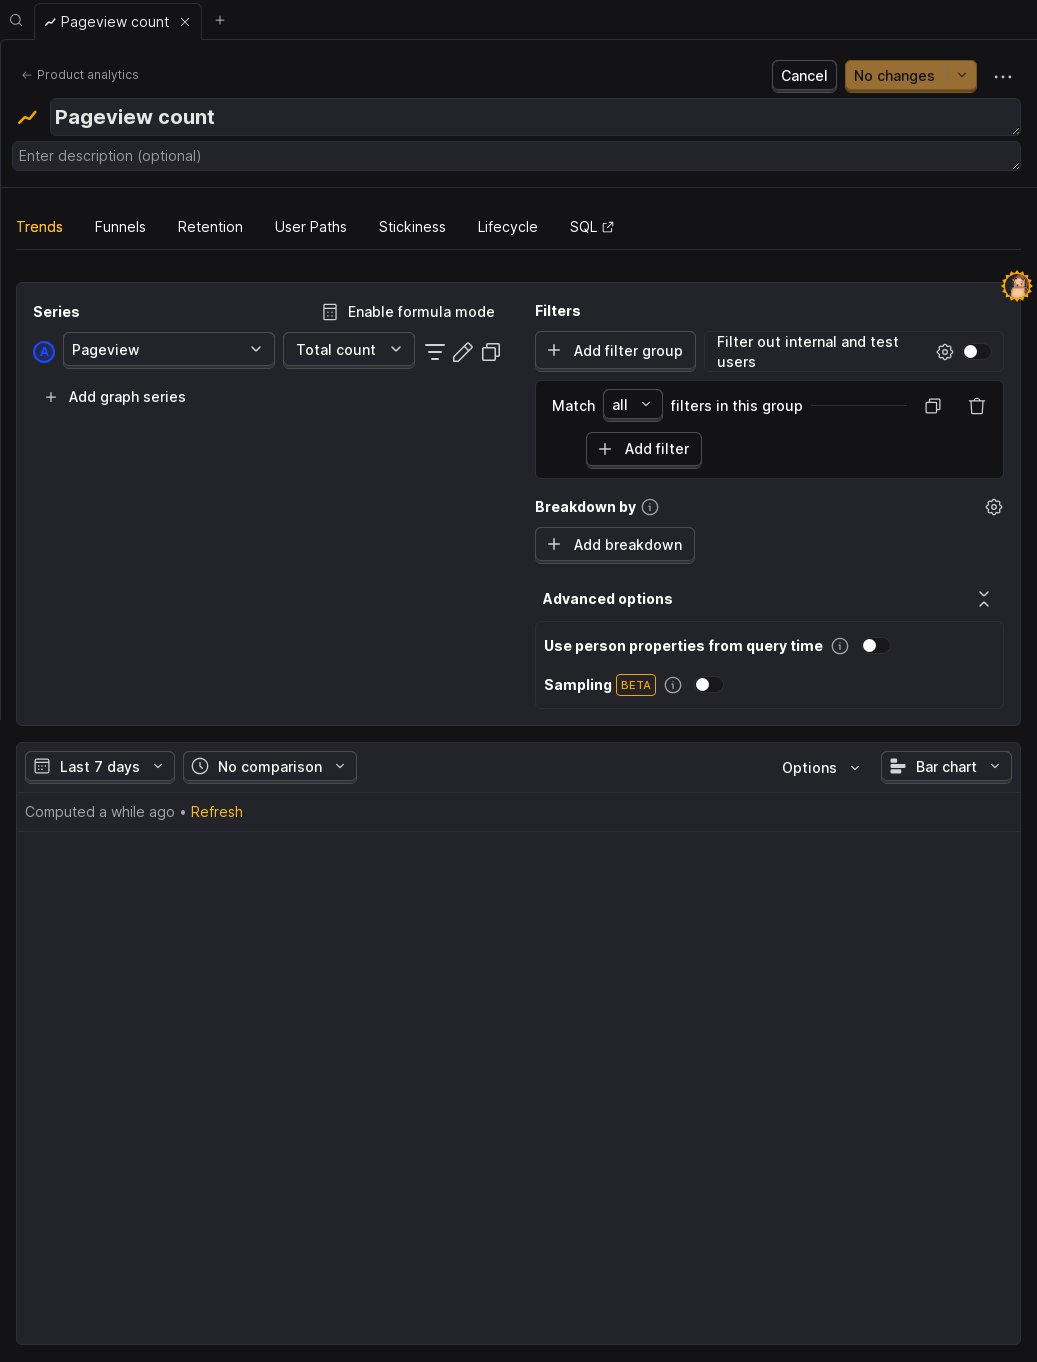 Pageview count
Product analytics
Cancel
No changes
Pageview count
Enter description (optional)
Trends
Funnels
Retention
User Paths
Stickiness
Lifecycle
SQL
Series
Enable formula mode
A
Pageview
Total count
Add graph series
Filters
Add filter group
Filter out internal and test
users
Match
all
filters in this group
Add filter
Breakdown by
Add breakdown
Advanced options
Use person properties from query time
Sampling
BETA
Last 7 days
No comparison
Options
Bar chart
Computed a while ago • Refresh